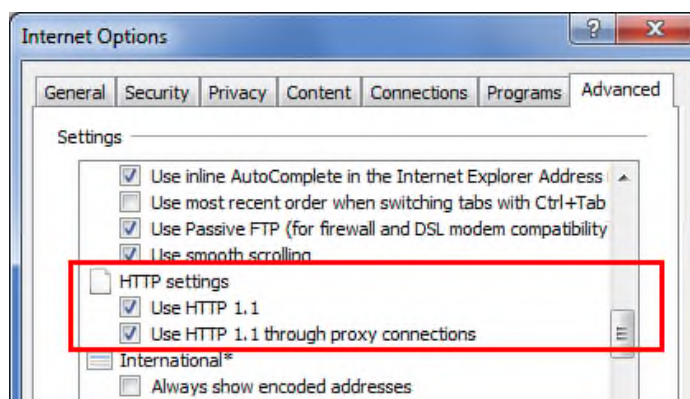 Internet Options
General Security Privacy Content Connections Programs Advanced
Settings
Use inline AutoComplete in the Internet Explorer Address
Use most recent order when switching tabs with Ctrl+Tab
Use Passive FTP (for firewall and DSL modem compatibility
Use smooth scrolling
HTTP settings
Use HTTP 1.1
Use HTTP 1.1 through proxy connections
International*
Always show encoded addresses